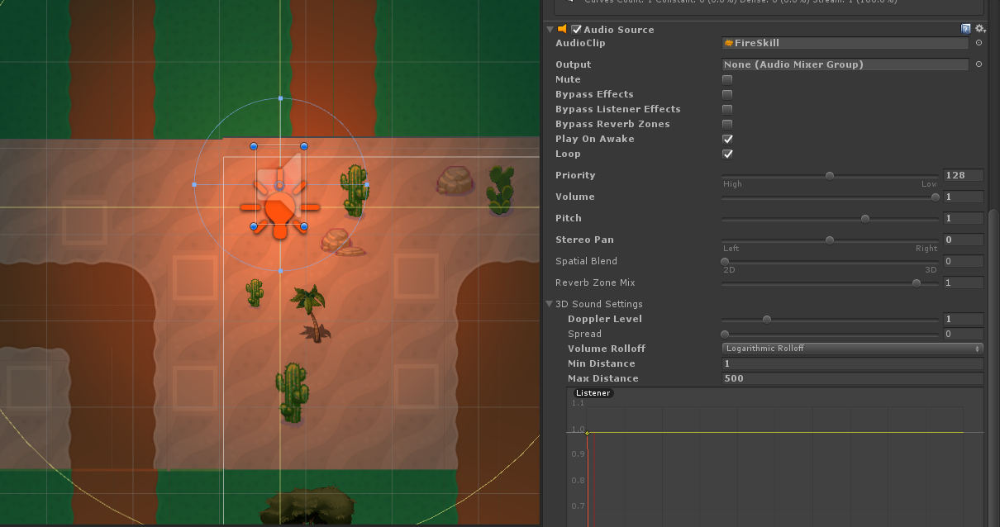 Curves Count: 1 Constant: 0 (0.0%) Dense: 0 (0.0%) Stream: 1 (100.0%)
Audio Source
AudioClip FireSkill
Output None (Audio Mixer Group)
Mute
Bypass Effects
Bypass Listener Effects
Bypass Reverb Zones
Play On Awake
Loop
Priority 128
High Low
Volume 1
Pitch 1
Stereo Pan 0
Left Right
Spatial Blend 0
2D 3D
Reverb Zone Mix 1
3D Sound Settings
Doppler Level 1
Spread 0
Volume Rolloff Logarithmic Rolloff
Min Distance 1
Max Distance 500
Listener
1.1
1.0
0.9
0.8
0.7